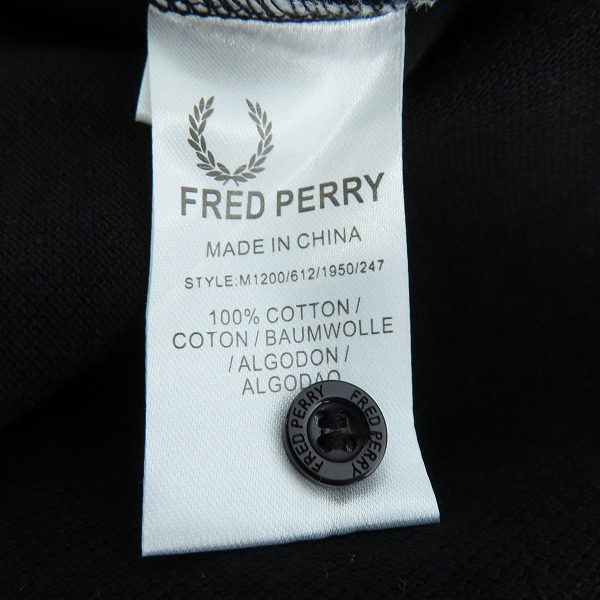 FRED PERRY
MADE IN CHINA
STYLE:M1200/612/1950/247
100% COTTON/
COTON/BAUMWOLLE
/ALGODON/
ALGODAO
FRED PERRY FRED PERRY